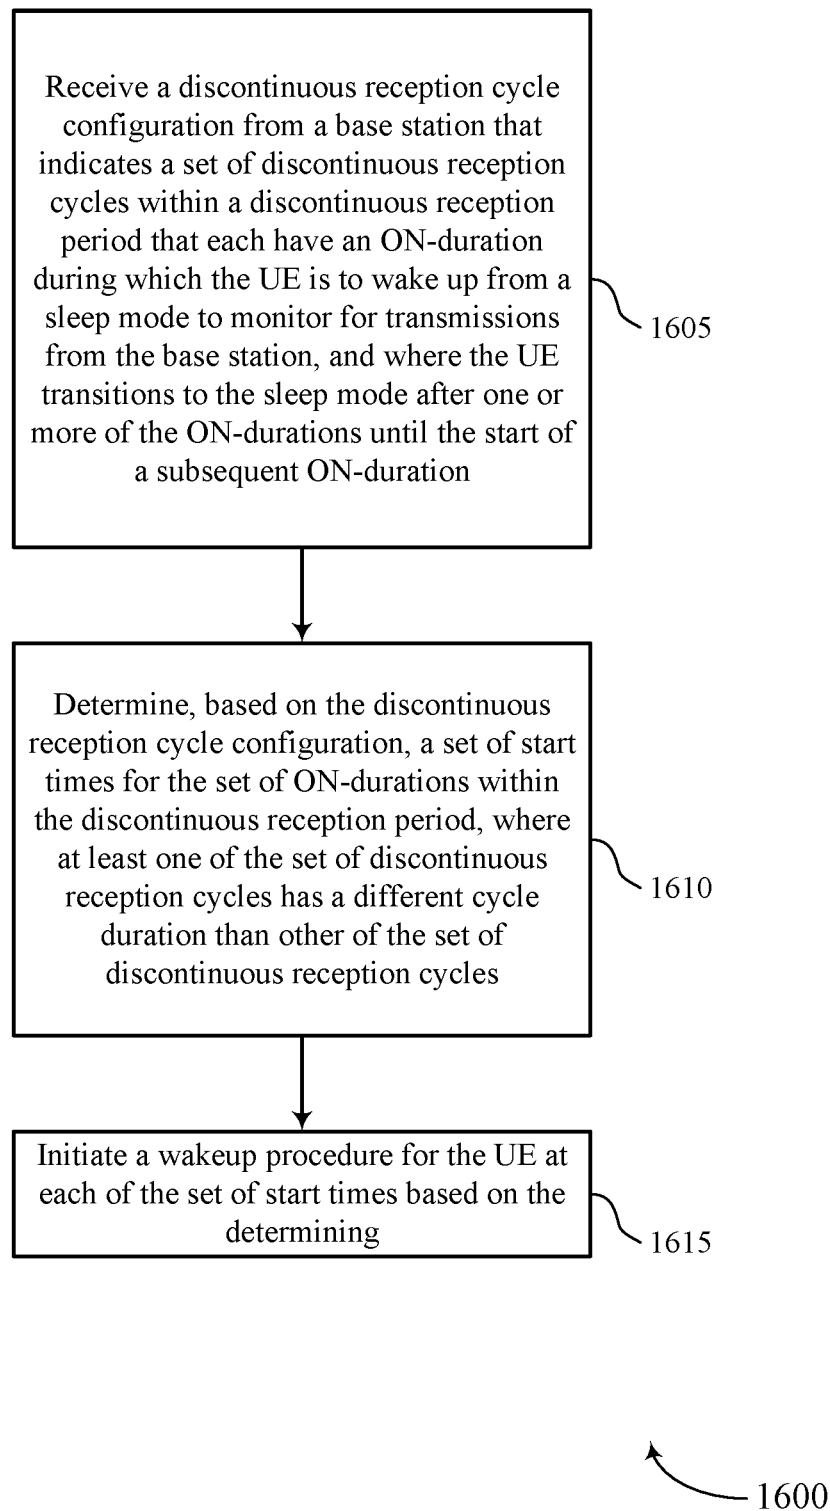 Receive a discontinuous reception cycle
configuration from a base station that
indicates a set of discontinuous reception
cycles within a discontinuous reception
period that each have an ON-duration
during which the UE is to wake up from a
sleep mode to monitor for transmissions
from the base station, and where the UE
transitions to the sleep mode after one or
more of the ON-durations until the start of
a subsequent ON-duration
1605
Determine, based on the discontinuous
reception cycle configuration, a set of start
times for the set of ON-durations within
the discontinuous reception period, where
at least one of the set of discontinuous
reception cycles has a different cycle
duration than other of the set of
discontinuous reception cycles
1610
Initiate a wakeup procedure for the UE at
each of the set of start times based on the
determining
1615
1600